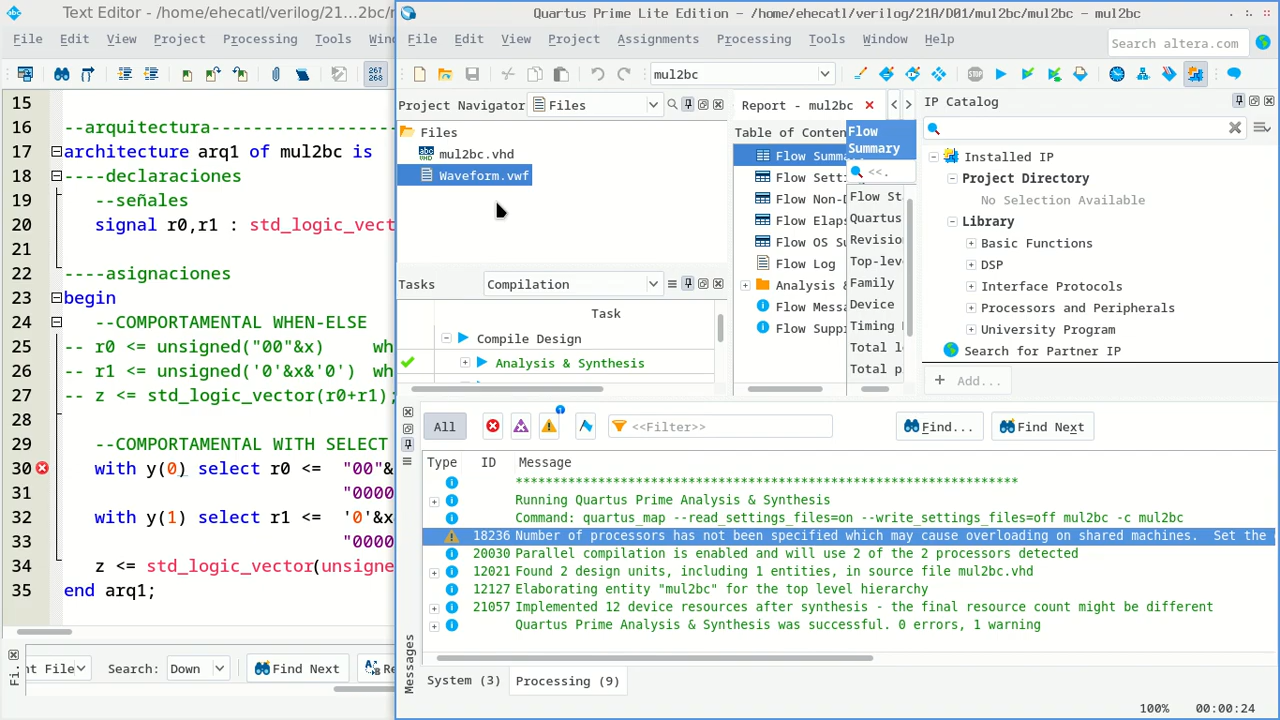 Text Editor - /home/ehecatl/verilog/21...2bc/
File Edit View Project Processing Tools
267
268
15
16 --arquitectura
17 architecture arq1 of mul2bc is
18 ----declaraciones
19 --señales
20 signal r0,r1 : std_logic_vect
21
22 ----asignaciones
23 begin
24 --COMPORTAMENTAL WHEN-ELSE
25 -- r0 <= unsigned("00"&x)
26 -- r1 <= unsigned('0'&x&'0')
27 -- z <= std_logic_vector(r0+r1);
28
29 --COMPORTAMENTAL WITH SELECT
30 with y(0) select r0 <= "00"&
31 "0000
32 with y(1) select r1 <= '0'&x
33 "0000
34 z <= std_logic_vector(unsigne
35 end arq1;
nt File Search: Down Find Next Re
Fi.
Quartus Prime Lite Edition - /home/ehecatl/verilog/21A/D01/mul2bc/mul2bc - mul2bc
File Edit View Project Assignments Processing Tools Window Help
Search altera.com
mul2bc
Project Navigator Files
Files
mul2bc.vhd
Waveform.vwf
Tasks Compilation
Task
Compile Design
Analysis & Synthesis
Report - mul2bc
Table of Conten
Flow Summa
Flow Setti
Flow Non-D
Flow Elaps
Flow OS Su
Flow Log
Analysis &
Flow Messa
Flow Suppr
Flow
Summary
<<.
Flow St
Quartus
Revisio
Top-leve
Family
Device
Timing
Total l
Total p
IP Catalog
Installed IP
Project Directory
No Selection Available
Library
Basic Functions
DSP
Interface Protocols
Processors and Peripherals
University Program
Search for Partner IP
Add...
All <<Filter>> Find... Find Next
Type ID Message
*******************************************************************
Running Quartus Prime Analysis & Synthesis
Command: quartus_map --read_settings_files=on --write_settings_files=off mul2bc -c mul2bc
18236 Number of processors has not been specified which may cause overloading on shared machines. Set the
20030 Parallel compilation is enabled and will use 2 of the 2 processors detected
12021 Found 2 design units, including 1 entities, in source file mul2bc.vhd
12127 Elaborating entity "mul2bc" for the top level hierarchy
21057 Implemented 12 device resources after synthesis - the final resource count might be different
Quartus Prime Analysis & Synthesis was successful. 0 errors, 1 warning
Messages
System (3) Processing (9)
100% 00:00:24